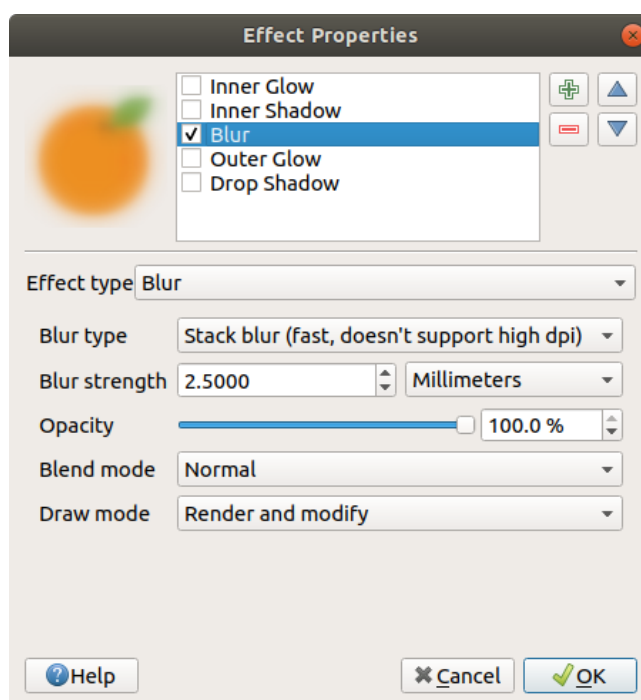 Effect Properties
Inner Glow
Inner Shadow
Blur
Outer Glow
Drop Shadow
Effect type Blur
Blur type Stack blur (fast, doesn't support high dpi)
Blur strength 2.5000 Millimeters
Opacity 100.0 %
Blend mode Normal
Draw mode Render and modify
Help Cancel OK